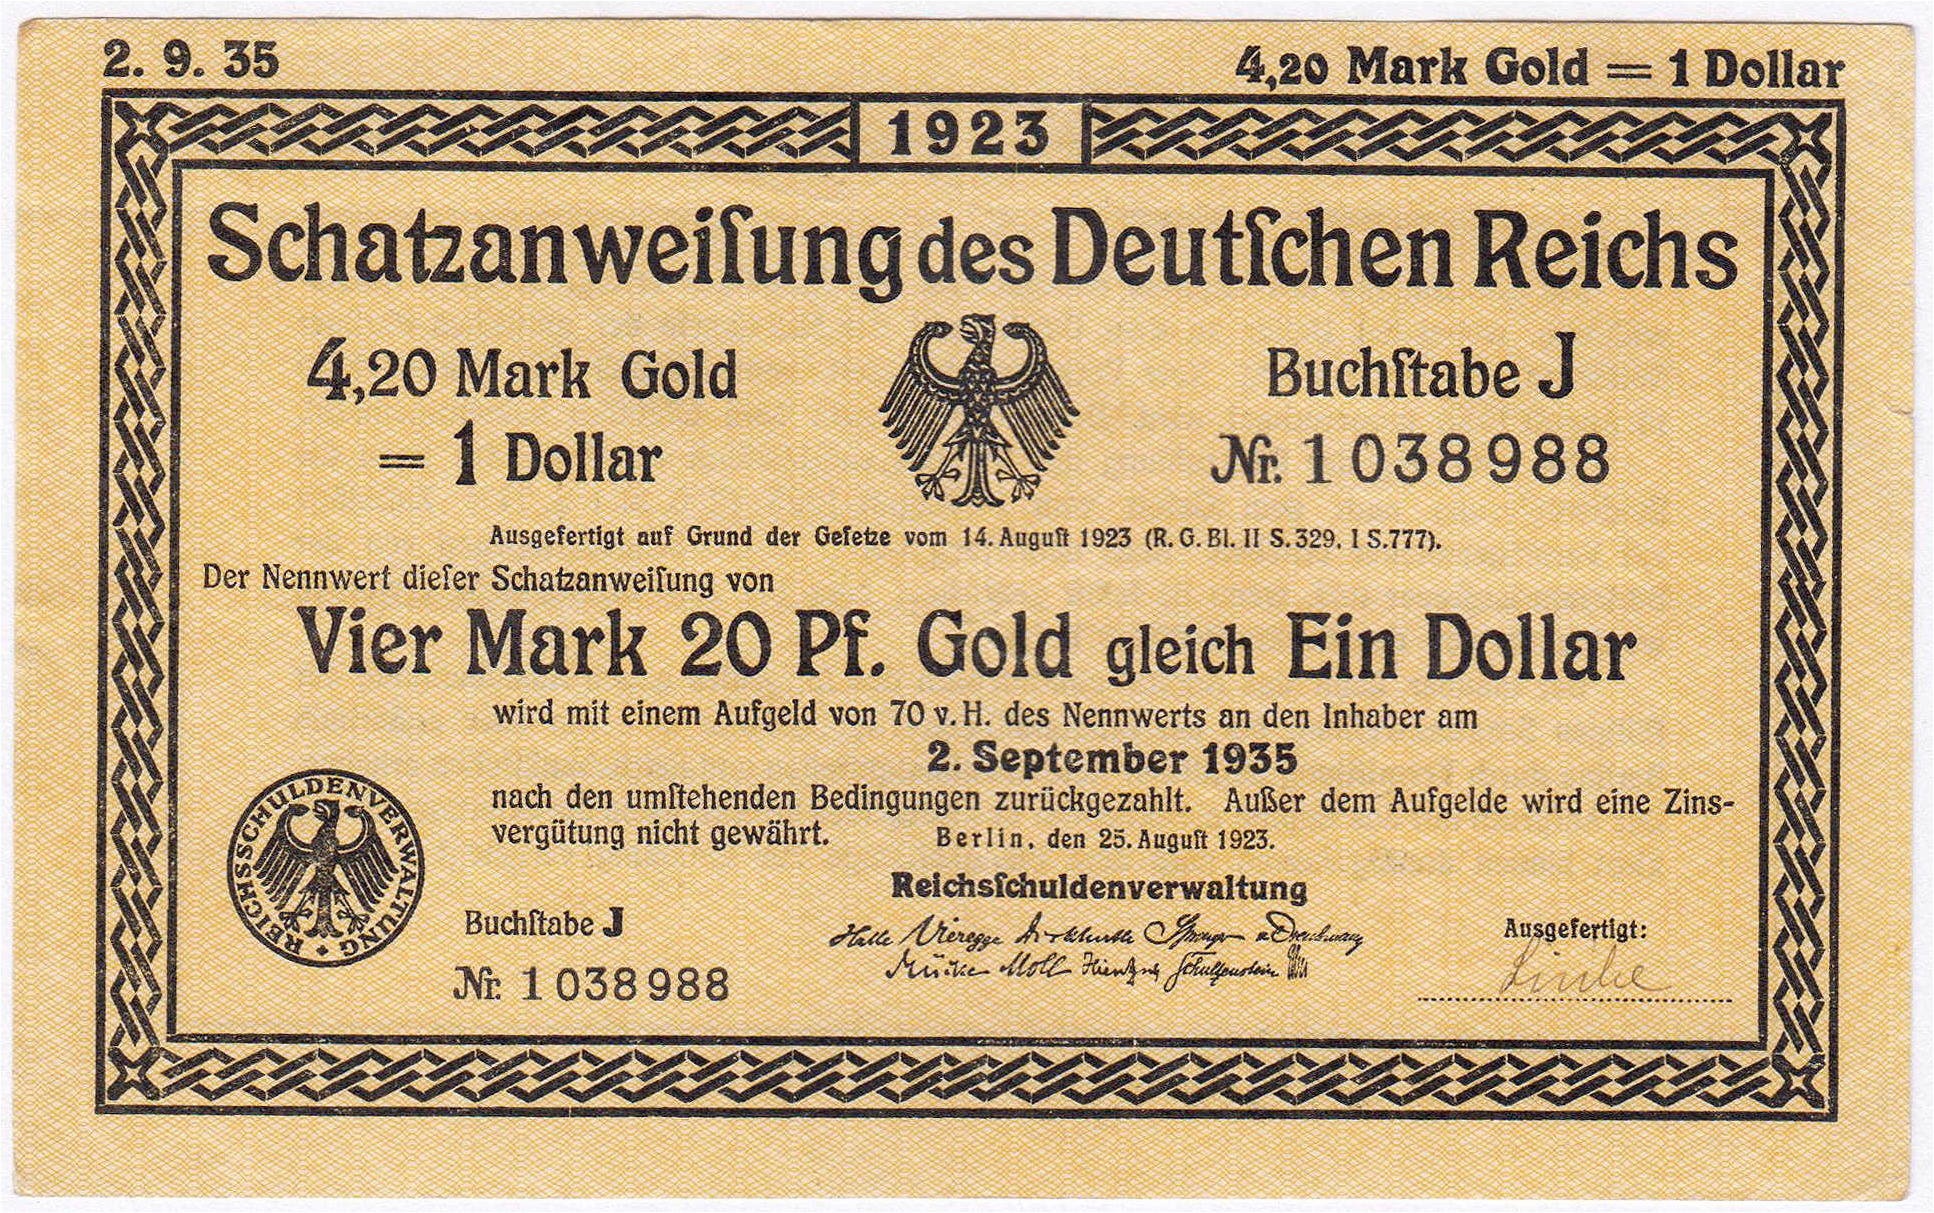 2. 9. 35
4,20 Mark Gold = 1 Dollar
1923
Schatzanweiſung des Deutſchen Reichs
4,20 Mark Gold
= 1 Dollar
Buchſtabe J
Nr. 1038988
Ausgefertigt auf Grund der Geſetze vom 14. Auguſt 1923 (R. G. Bl. II S. 329, I S. 777).
Der Nennwert dieſer Schatzanweiſung von
Vier Mark 20 Pf. Gold gleich Ein Dollar
wird mit einem Aufgeld von 70 v. H. des Nennwerts an den Inhaber am
2. September 1935
nach den umſtehenden Bedingungen zurückgezahlt. Außer dem Aufgelde wird eine Zins-
vergütung nicht gewährt. Berlin, den 25. Auguſt 1923.
REICHSSCHULDENVERWALTUNG
Reichsſchuldenverwaltung
Halle Vieregge
Mücke Moll
Buchſtabe J
Nr. 1038988
Ausgefertigt: